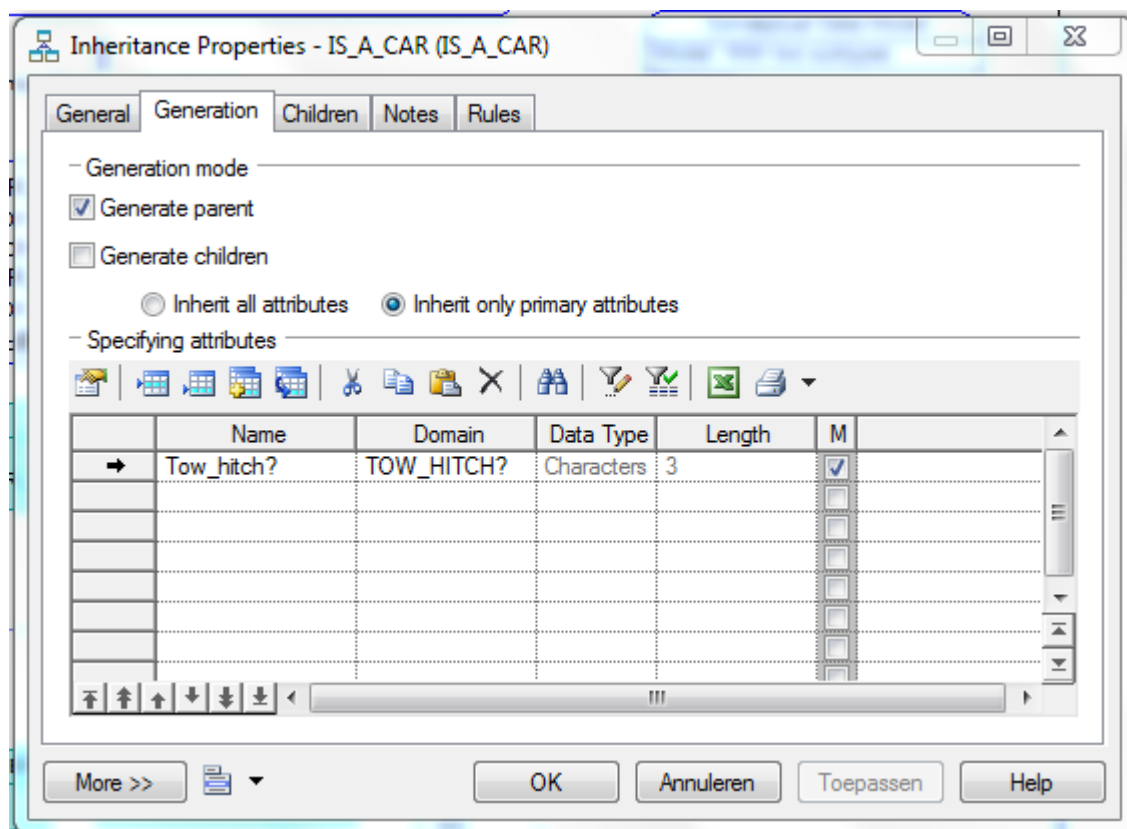 Inheritance Properties - IS_A_CAR (IS_A_CAR)
General Generation Children Notes Rules
Generation mode
Generate parent
Generate children
Inherit all attributes Inherit only primary attributes
Specifying attributes
Name Domain Data Type Length M
Tow_hitch? TOW_HITCH? Characters 3
More >> OK Annuleren Toepassen Help